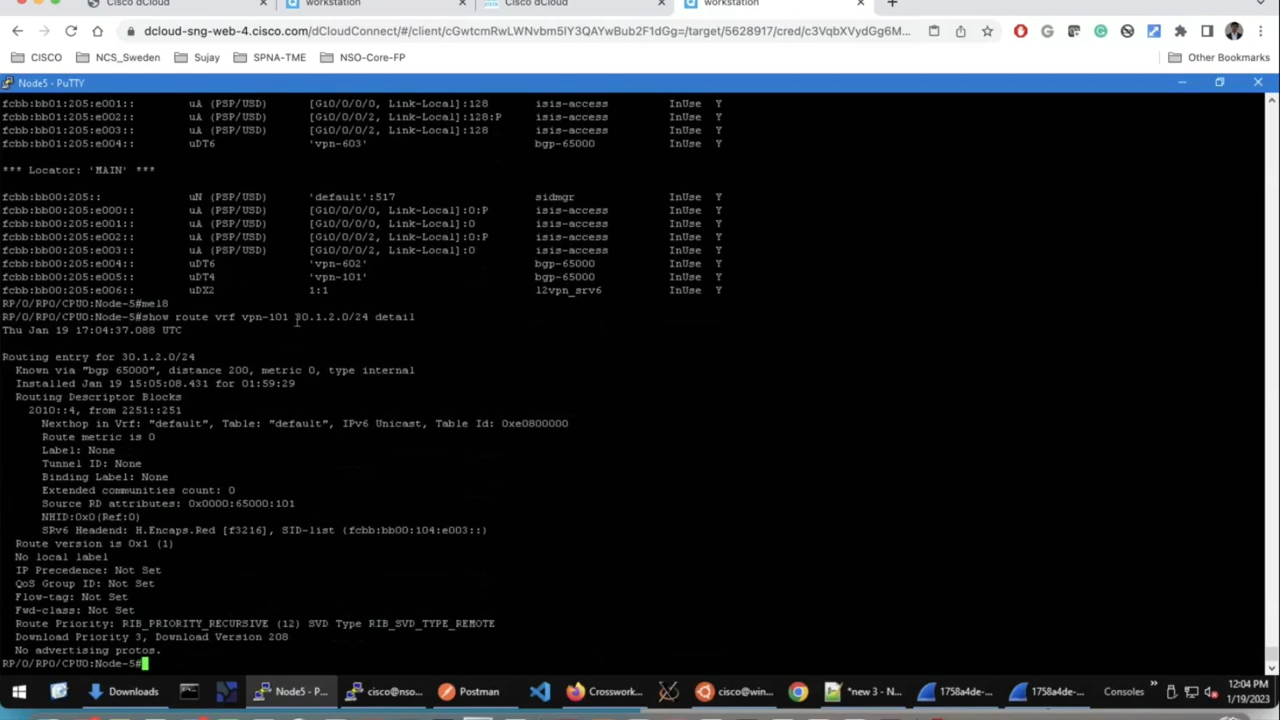 Cisco dCloud
workstation
Cisco dCloud
workstation
dcloud-sng-web-4.cisco.com/dCloudConnect/#/client/cGwtcmRwLWNvbm5lY3QAYwBub2F1dGg=/target/5628917/cred/c3VqbXVydGg6M...
CISCO NCS_Sweden Sujay SPNA-TME NSO-Core-FP Other Bookmarks
Node5 - PuTTY
fcbb:bb01:205:e001:: uA (PSP/USD) [Gi0/0/0/0, Link-Local]:128 isis-access InUse Y
fcbb:bb01:205:e002:: uA (PSP/USD) [Gi0/0/0/2, Link-Local]:128:P isis-access InUse Y
fcbb:bb01:205:e003:: uA (PSP/USD) [Gi0/0/0/2, Link-Local]:128 isis-access InUse Y
fcbb:bb01:205:e004:: uDT6 'vpn-603' bgp-65000 InUse Y
*** Locator: 'MAIN' ***
fcbb:bb00:205:: uN (PSP/USD) 'default':517 sidmgr InUse Y
fcbb:bb00:205:e000:: uA (PSP/USD) [Gi0/0/0/0, Link-Local]:0:P isis-access InUse Y
fcbb:bb00:205:e001:: uA (PSP/USD) [Gi0/0/0/0, Link-Local]:0 isis-access InUse Y
fcbb:bb00:205:e002:: uA (PSP/USD) [Gi0/0/0/2, Link-Local]:0:P isis-access InUse Y
fcbb:bb00:205:e003:: uA (PSP/USD) [Gi0/0/0/2, Link-Local]:0 isis-access InUse Y
fcbb:bb00:205:e004:: uDT6 'vpn-602' bgp-65000 InUse Y
fcbb:bb00:205:e005:: uDT4 'vpn-101' bgp-65000 InUse Y
fcbb:bb00:205:e006:: uDX2 1:1 l2vpn_srv6 InUse Y
RP/0/RP0/CPU0:Node-5#mel8
RP/0/RP0/CPU0:Node-5#show route vrf vpn-101 30.1.2.0/24 detail
Thu Jan 19 17:04:37.088 UTC
Routing entry for 30.1.2.0/24
Known via "bgp 65000", distance 200, metric 0, type internal
Installed Jan 19 15:05:08.431 for 01:59:29
Routing Descriptor Blocks
2010::4, from 2251::251
Nexthop in Vrf: "default", Table: "default", IPv6 Unicast, Table Id: 0xe0800000
Route metric is 0
Label: None
Tunnel ID: None
Binding Label: None
Extended communities count: 0
Source RD attributes: 0x0000:65000:101
NHID:0x0(Ref:0)
SRv6 Headend: H.Encaps.Red [f3216], SID-list {fcbb:bb00:104:e003::}
Route version is 0x1 (1)
No local label
IP Precedence: Not Set
QoS Group ID: Not Set
Flow-tag: Not Set
Fwd-class: Not Set
Route Priority: RIB_PRIORITY_RECURSIVE (12) SVD Type RIB_SVD_TYPE_REMOTE
Download Priority 3, Download Version 208
No advertising protos.
RP/0/RP0/CPU0:Node-5#
Downloads Node5 - P... cisco@nso... Postman Crosswork... cisco@win... *new 3 - N... 1758a4de-... 1758a4de-... Consoles » 12:04 PM
1/19/2023